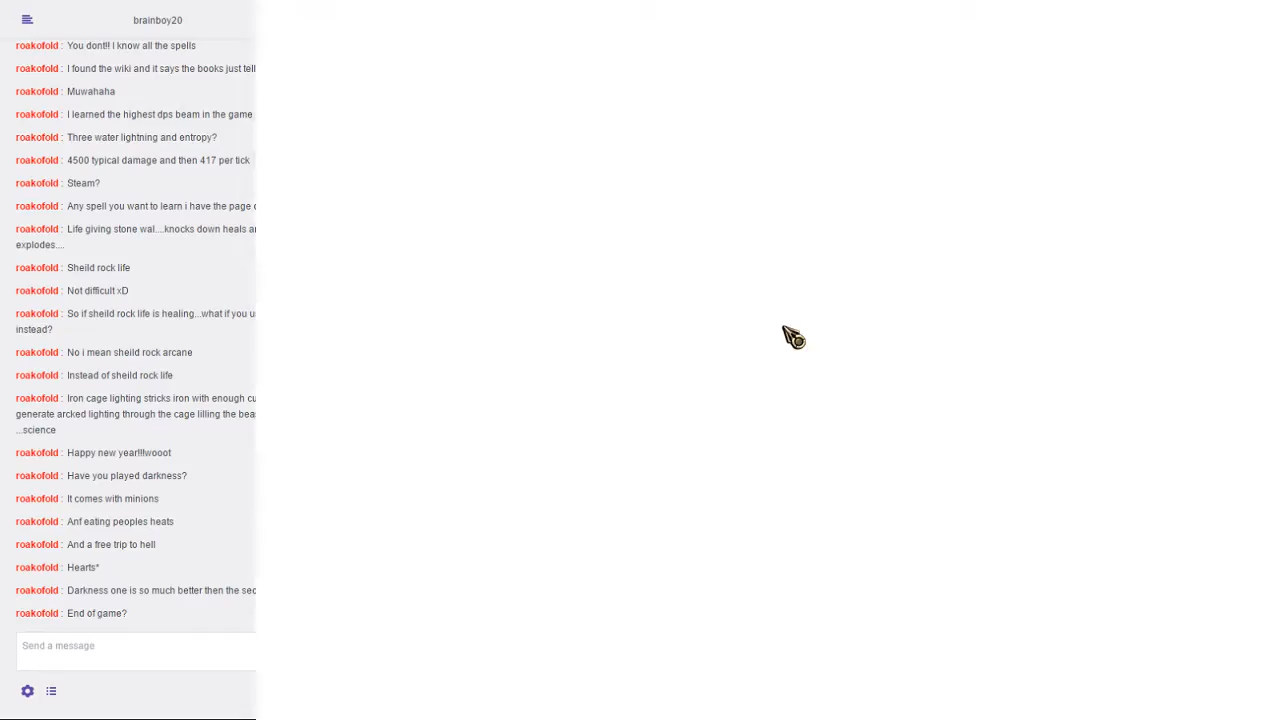 brainboy20
roakofold : You dont!! I know all the spells
roakofold : I found the wiki and it says the books just tell
roakofold : Muwahaha
roakofold : I learned the highest dps beam in the game
roakofold : Three water lightning and entropy?
roakofold : 4500 typical damage and then 417 per tick
roakofold : Steam?
roakofold : Any spell you want to learn i have the page
roakofold : Life giving stone wal....knocks down heals
explodes....
roakofold : Sheild rock life
roakofold : Not difficult xD
roakofold : So if sheild rock life is healing...what if you
instead?
roakofold : No i mean sheild rock arcane
roakofold : Instead of sheild rock life
roakofold : Iron cage lighting stricks iron with enough
generate arcked lighting through the cage lilling the
...science
roakofold : Happy new year!!!wooot
roakofold : Have you played darkness?
roakofold : It comes with minions
roakofold : Anf eating peoples heats
roakofold : And a free trip to hell
roakofold : Hearts*
roakofold : Darkness one is so much better then the
roakofold : End of game?
Send a message